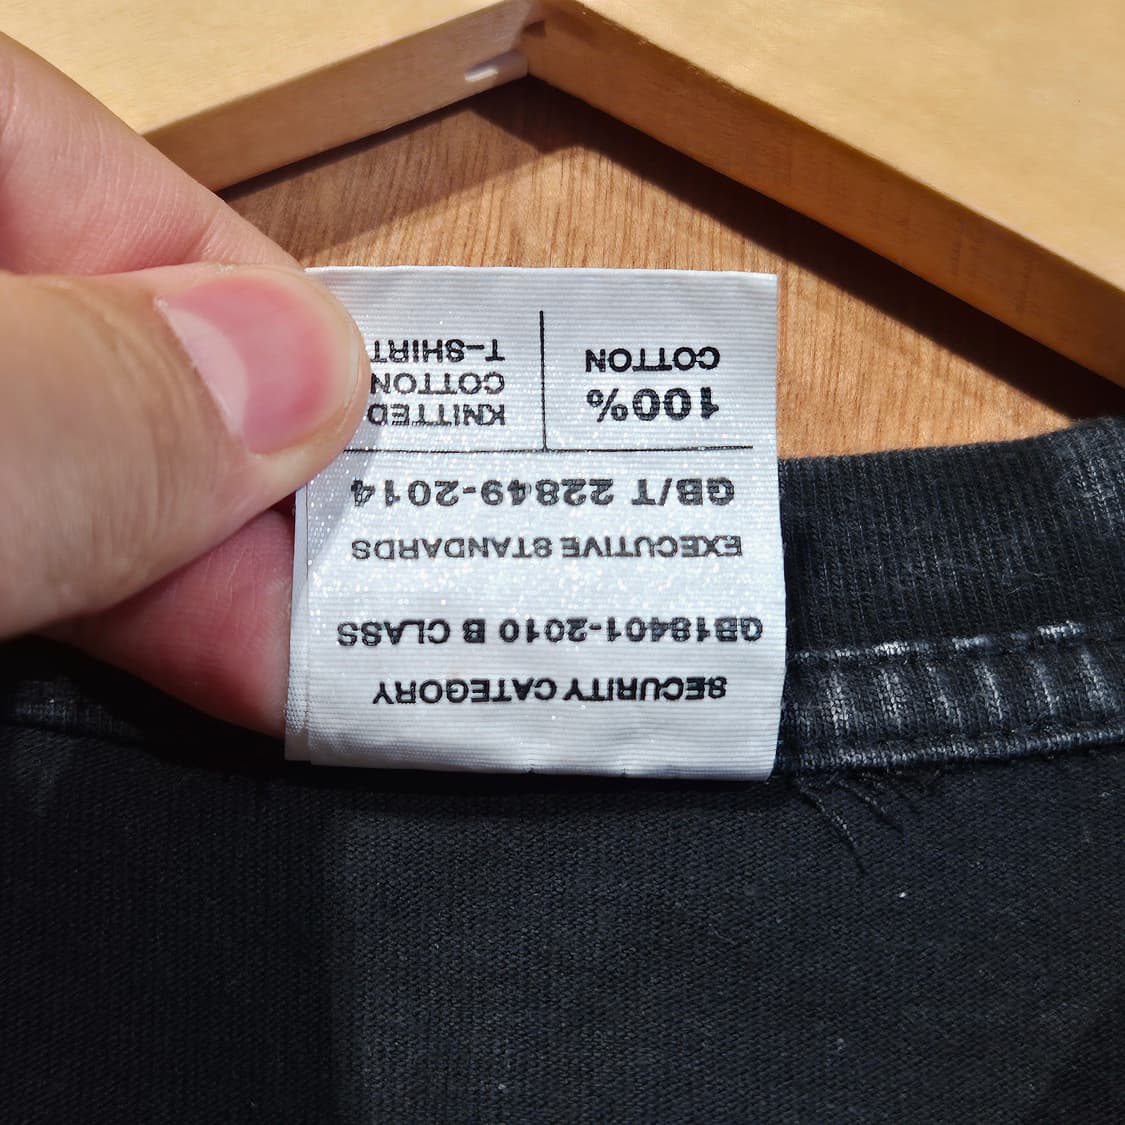 SECURITY CATEGORY
GB18401-2010 B CLASS
EXECUTIVE STANDARDS
GB/T 22849-2014
100%
COTTON
KNITTED
COTTON
T-SHIRT